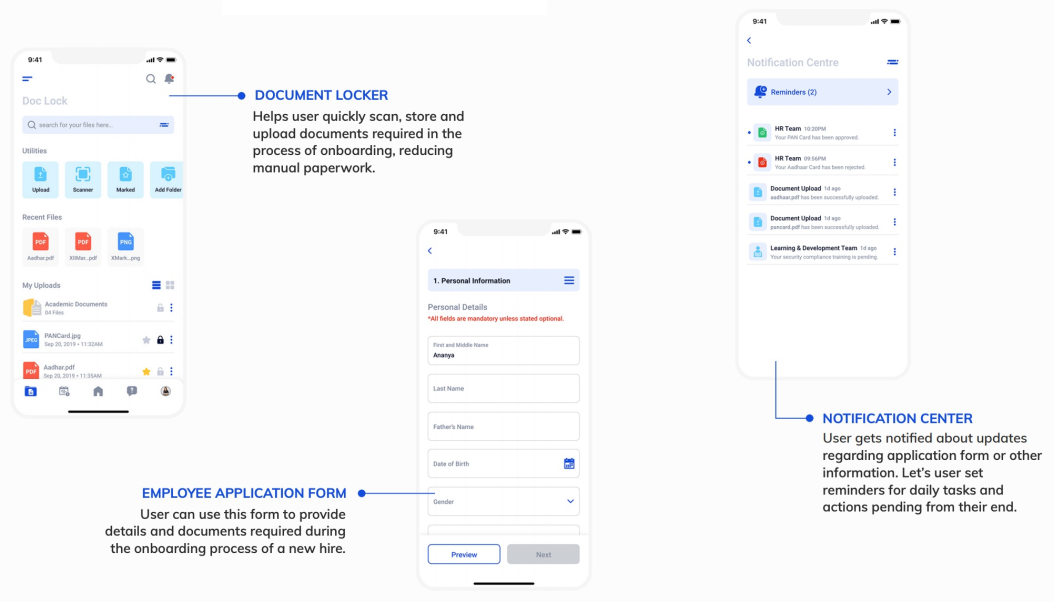 9:41
Doc Lock
search for your files here...
Utilities
Upload
Scanner
Marked
Add Folder
Recent Files
PDF
PDF
PNG
Aadhar.pdf
XIIMar...pdf
XMark...png
My Uploads
Academic Documents
04 Files
JPEG
PANCard.jpg
Sep 20, 2019 • 11:32AM
PDF
Aadhar.pdf
Sep 20, 2019 • 11:35AM
DOCUMENT LOCKER
Helps user quickly scan, store and
upload documents required in the
process of onboarding, reducing
manual paperwork.
9:41
1. Personal Information
Personal Details
*All fields are mandatory unless stated optional.
First and Middle Name
Ananya
Last Name
Father's Name
Date of Birth
Gender
Preview
Next
EMPLOYEE APPLICATION FORM
User can use this form to provide
details and documents required during
the onboarding process of a new hire.
9:41
Notification Centre
Reminders (2)
HR Team 10:20PM
Your PAN Card has been approved.
HR Team 09:56PM
Your Aadhaar Card has been rejected.
Document Upload 1d ago
aadhaar.pdf has been successfully uploaded.
Document Upload 1d ago
pancard.pdf has been successfully uploaded.
Learning & Development Team 1d ago
Your security compliance training is pending.
NOTIFICATION CENTER
User gets notified about updates
regarding application form or other
information. Let's user set
reminders for daily tasks and
actions pending from their end.